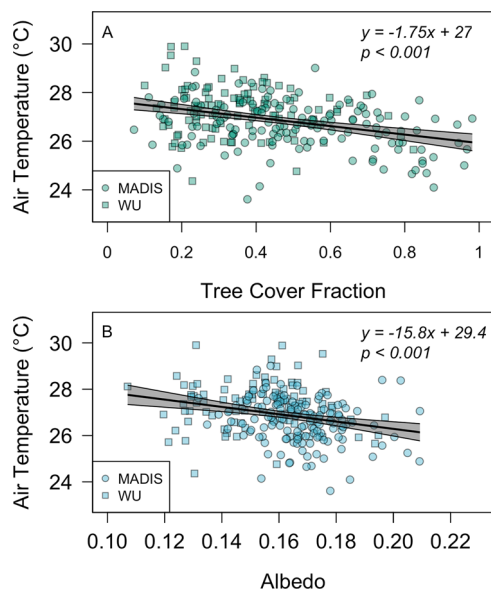 A
y = -1.75x + 27
p < 0.001
30
28
26
24
Air Temperature (°C)
MADIS
WU
0 0.2 0.4 0.6 0.8 1
Tree Cover Fraction
B
y = -15.8x + 29.4
p < 0.001
30
28
26
24
Air Temperature (°C)
MADIS
WU
0.10 0.12 0.14 0.16 0.18 0.20 0.22
Albedo